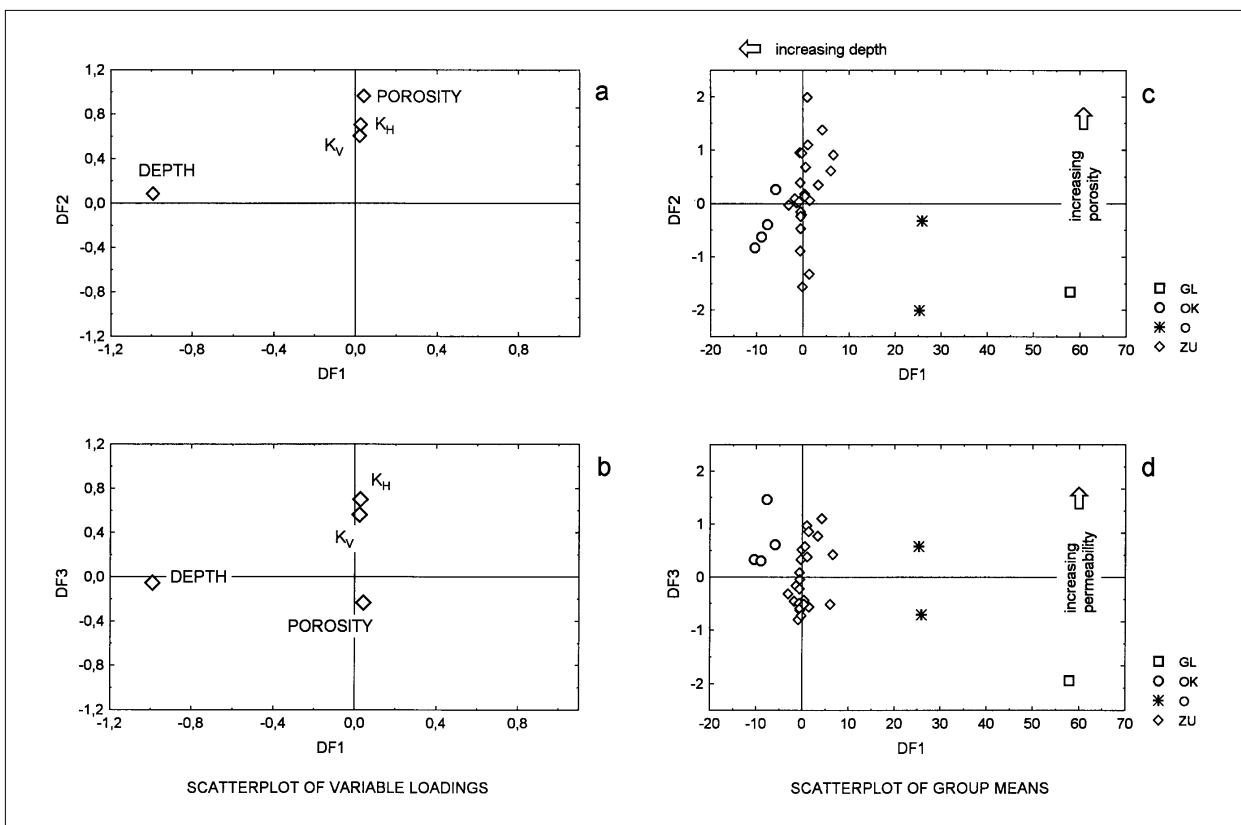 a
1,2
0,8
0,4
0,0
-0,4
-0,8
-1,2
DF2
-1,2
-0,8
-0,4
0,0
0,4
0,8
DF1
POROSITY
K_H
K_V
DEPTH
increasing depth
c
2
1
0
-1
-2
DF2
-20
-10
0
10
20
30
40
50
60
70
DF1
increasing
porosity
GL
OK
O
ZU
b
1,2
0,8
0,4
0,0
-0,4
-0,8
-1,2
DF3
-1,2
-0,8
-0,4
0,0
0,4
0,8
DF1
K_H
K_V
DEPTH
POROSITY
d
2
1
0
-1
-2
DF3
-20
-10
0
10
20
30
40
50
60
70
DF1
increasing
permeability
GL
OK
O
ZU
SCATTERPLOT OF VARIABLE LOADINGS
SCATTERPLOT OF GROUP MEANS